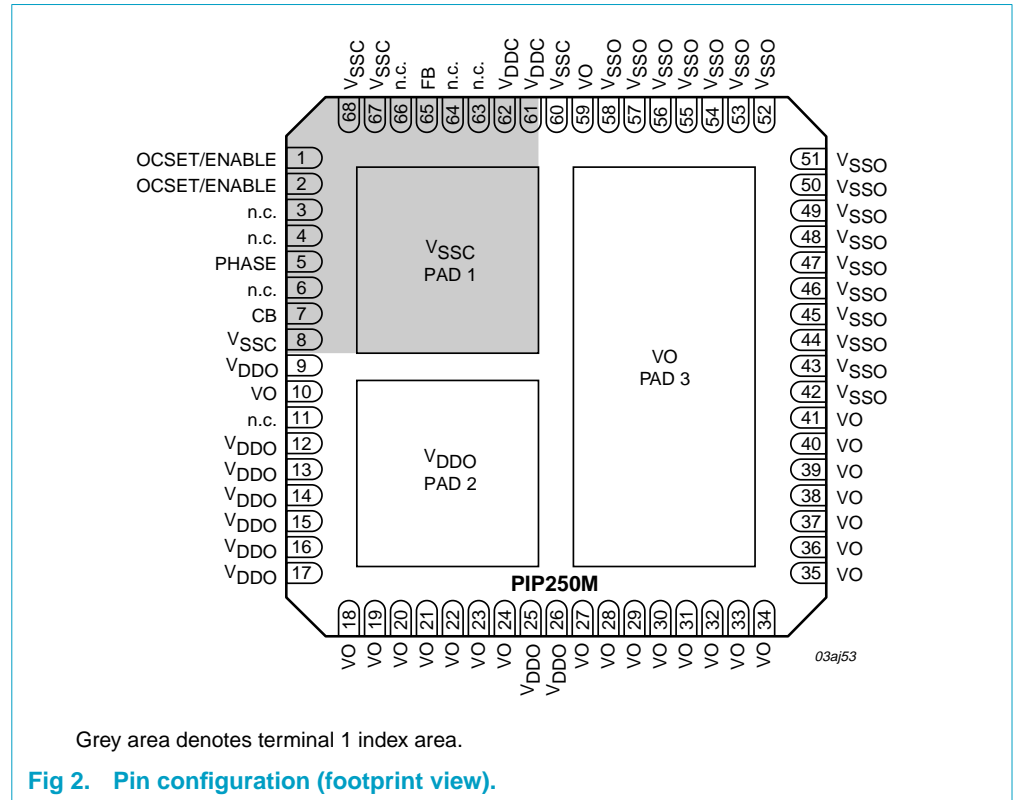 VSSC
VSSC
n.c.
FB
n.c.
n.c.
VDDC
VDDC
VSSC
VO
VSSO
VSSO
VSSO
VSSO
VSSO
VSSO
VSSO
68 67 66 65 64 63 62 61 60 59 58 57 56 55 54 53 52
OCSET/ENABLE 1
OCSET/ENABLE 2
n.c. 3
n.c. 4
PHASE 5
n.c. 6
CB 7
VSSC 8
VDDO 9
VO 10
n.c. 11
VDDO 12
VDDO 13
VDDO 14
VDDO 15
VDDO 16
VDDO 17
VSSC
PAD 1
VDDO
PAD 2
VO
PAD 3
51 VSSO
50 VSSO
49 VSSO
48 VSSO
47 VSSO
46 VSSO
45 VSSO
44 VSSO
43 VSSO
42 VSSO
41 VO
40 VO
39 VO
38 VO
37 VO
36 VO
35 VO
PIP250M
18 19 20 21 22 23 24 25 26 27 28 29 30 31 32 33 34
VO
VO
VO
VO
VO
VO
VO
VDDO
VDDO
VO
VO
VO
VO
VO
VO
VO
VO
03aj53
Grey area denotes terminal 1 index area.
Fig 2. Pin configuration (footprint view).